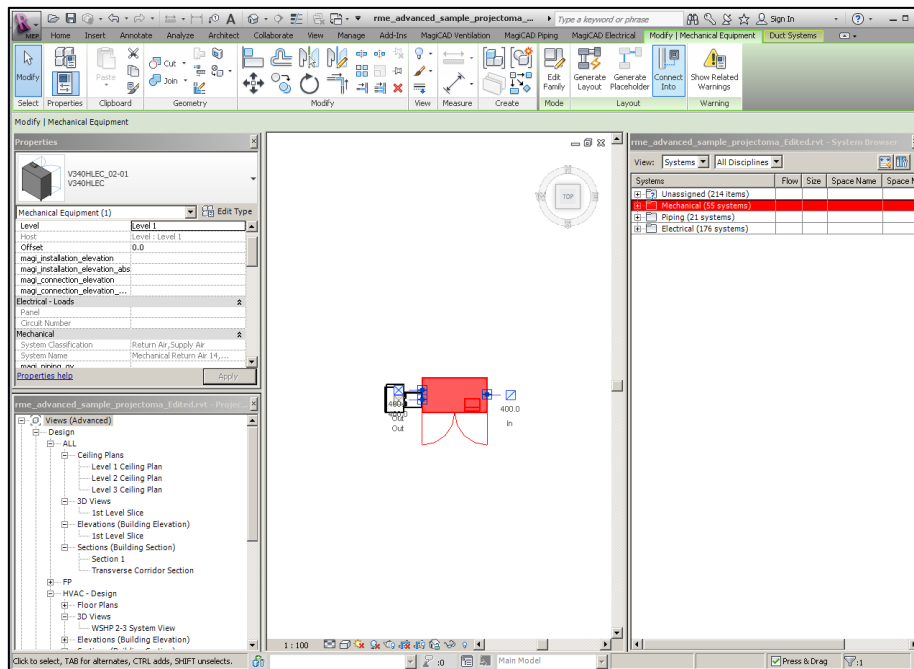 rme_advanced_sample_projectoma_...
Type a keyword or phrase
Sign In
MEP
Home Insert Annotate Analyze Architect Collaborate View Manage Add-Ins MagiCAD Ventilation MagiCAD Piping MagiCAD Electrical Modify | Mechanical Equipment Duct Systems
Modify
Paste
Cut
Join
Edit Family
Generate Layout
Generate Placeholder
Connect Into
Show Related Warnings
Select Properties Clipboard Geometry Modify View Measure Create Mode Layout Warning
Modify | Mechanical Equipment
Properties
V340HLEC_02-01
V340HLEC
Mechanical Equipment (1) Edit Type
Level Level 1
Host Level : Level 1
Offset 0.0
magi_installation_elevation
magi_installation_elevation_abs
magi_connection_elevation
magi_connection_elevation_...
Electrical - Loads
Panel
Circuit Number
Mechanical
System Classification Return Air,Supply Air
System Name Mechanical Return Air 14,...
Properties help Apply
rme_advanced_sample_projectoma_Edited.rvt - Projec...
Views (Advanced)
Design
ALL
Ceiling Plans
Level 1 Ceiling Plan
Level 2 Ceiling Plan
Level 3 Ceiling Plan
3D Views
1st Level Slice
Elevations (Building Elevation)
1st Level Slice
Sections (Building Section)
Section 1
Transverse Corridor Section
FP
HVAC - Design
Floor Plans
3D Views
WSHP 2-3 System View
Elevations (Building Elevation)
TOP
400.0
In
Out
Out
1 : 100
rme_advanced_sample_projectoma_Edited.rvt - System Browser
View: Systems All Disciplines
Systems Flow Size Space Name Space N
Unassigned (214 items)
Mechanical (55 systems)
Piping (21 systems)
Electrical (176 systems)
Click to select, TAB for alternates, CTRL adds, SHIFT unselects.
:0
Main Model
Press & Drag
:1